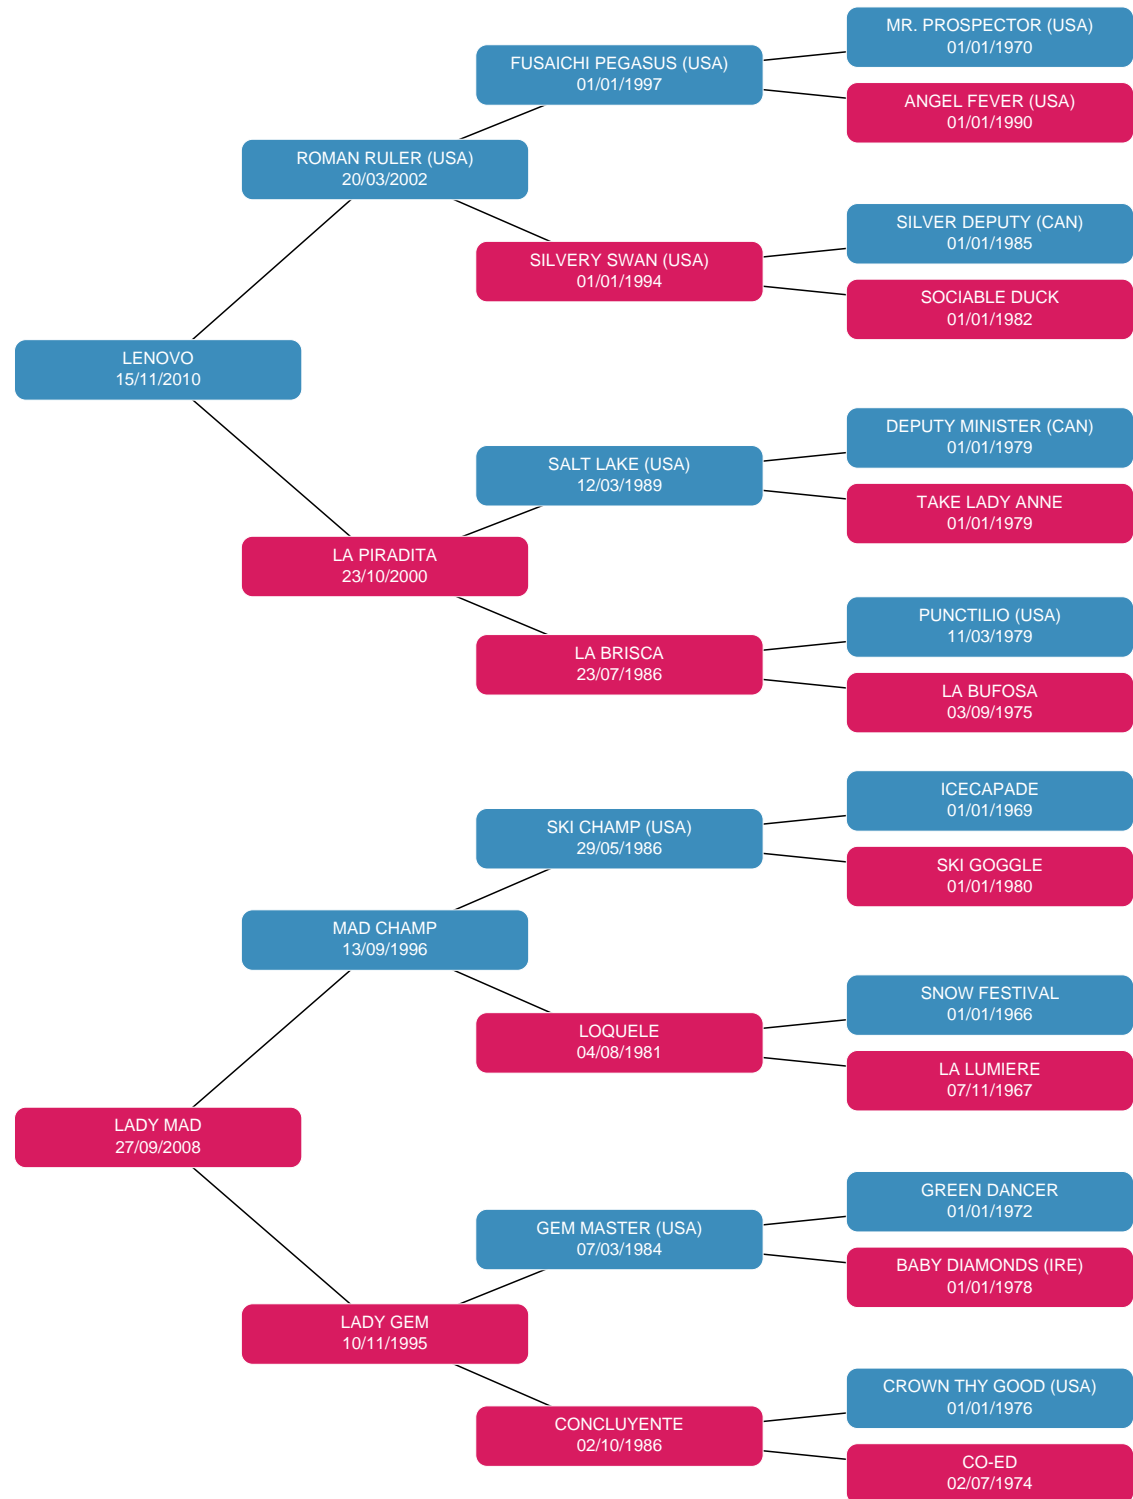 MR. PROSPECTOR (USA)
01/01/1970
FUSAICHI PEGASUS (USA)
01/01/1997
ANGEL FEVER (USA)
01/01/1990
ROMAN RULER (USA)
20/03/2002
SILVER DEPUTY (CAN)
01/01/1985
SILVERY SWAN (USA)
01/01/1994
SOCIABLE DUCK
01/01/1982
LENOVO
15/11/2010
DEPUTY MINISTER (CAN)
01/01/1979
SALT LAKE (USA)
12/03/1989
TAKE LADY ANNE
01/01/1979
LA PIRADITA
23/10/2000
PUNCTILIO (USA)
11/03/1979
LA BRISCA
23/07/1986
LA BUFOSA
03/09/1975
ICECAPADE
01/01/1969
SKI CHAMP (USA)
29/05/1986
SKI GOGGLE
01/01/1980
MAD CHAMP
13/09/1996
SNOW FESTIVAL
01/01/1966
LOQUELE
04/08/1981
LA LUMIERE
07/11/1967
LADY MAD
27/09/2008
GREEN DANCER
01/01/1972
GEM MASTER (USA)
07/03/1984
BABY DIAMONDS (IRE)
01/01/1978
LADY GEM
10/11/1995
CROWN THY GOOD (USA)
01/01/1976
CONCLUYENTE
02/10/1986
CO-ED
02/07/1974